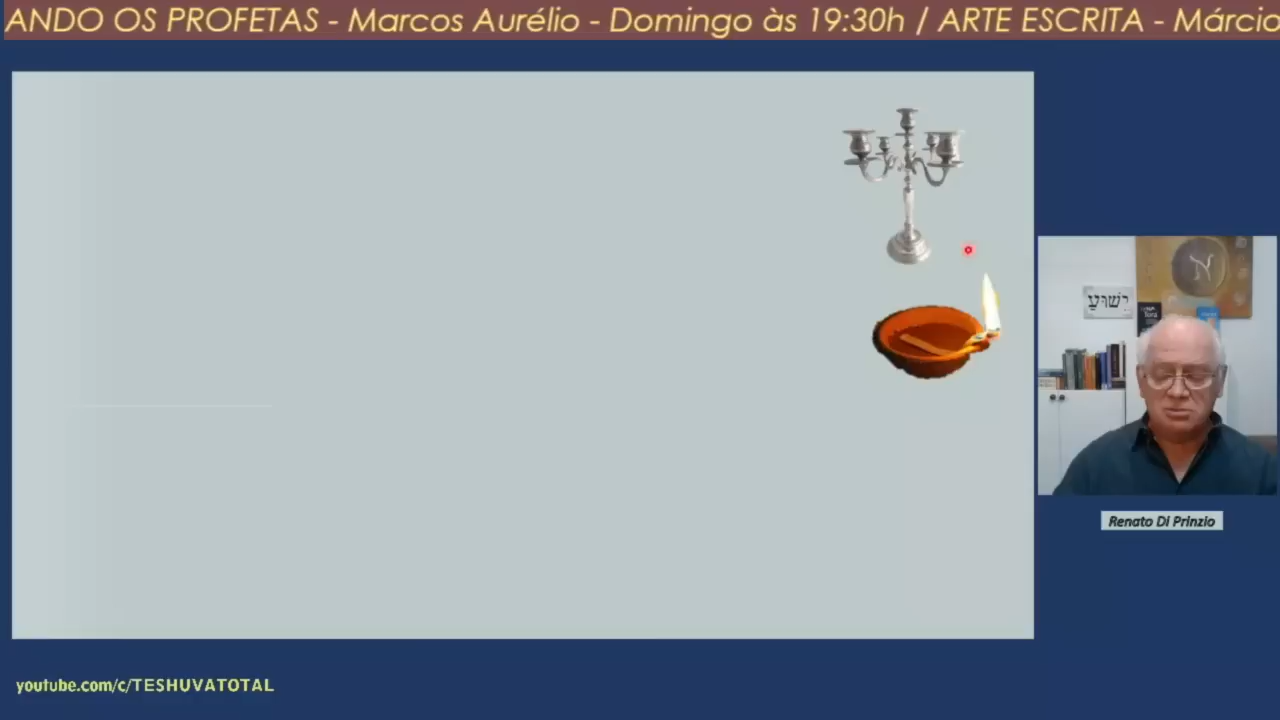 ANDO OS PROFETAS - Marcos Aurélio - Domingo às 19:30h / ARTE ESCRITA - Márcio
ישוע
Renato Di Prinzio
youtube.com/c/TESHUVATOTAL